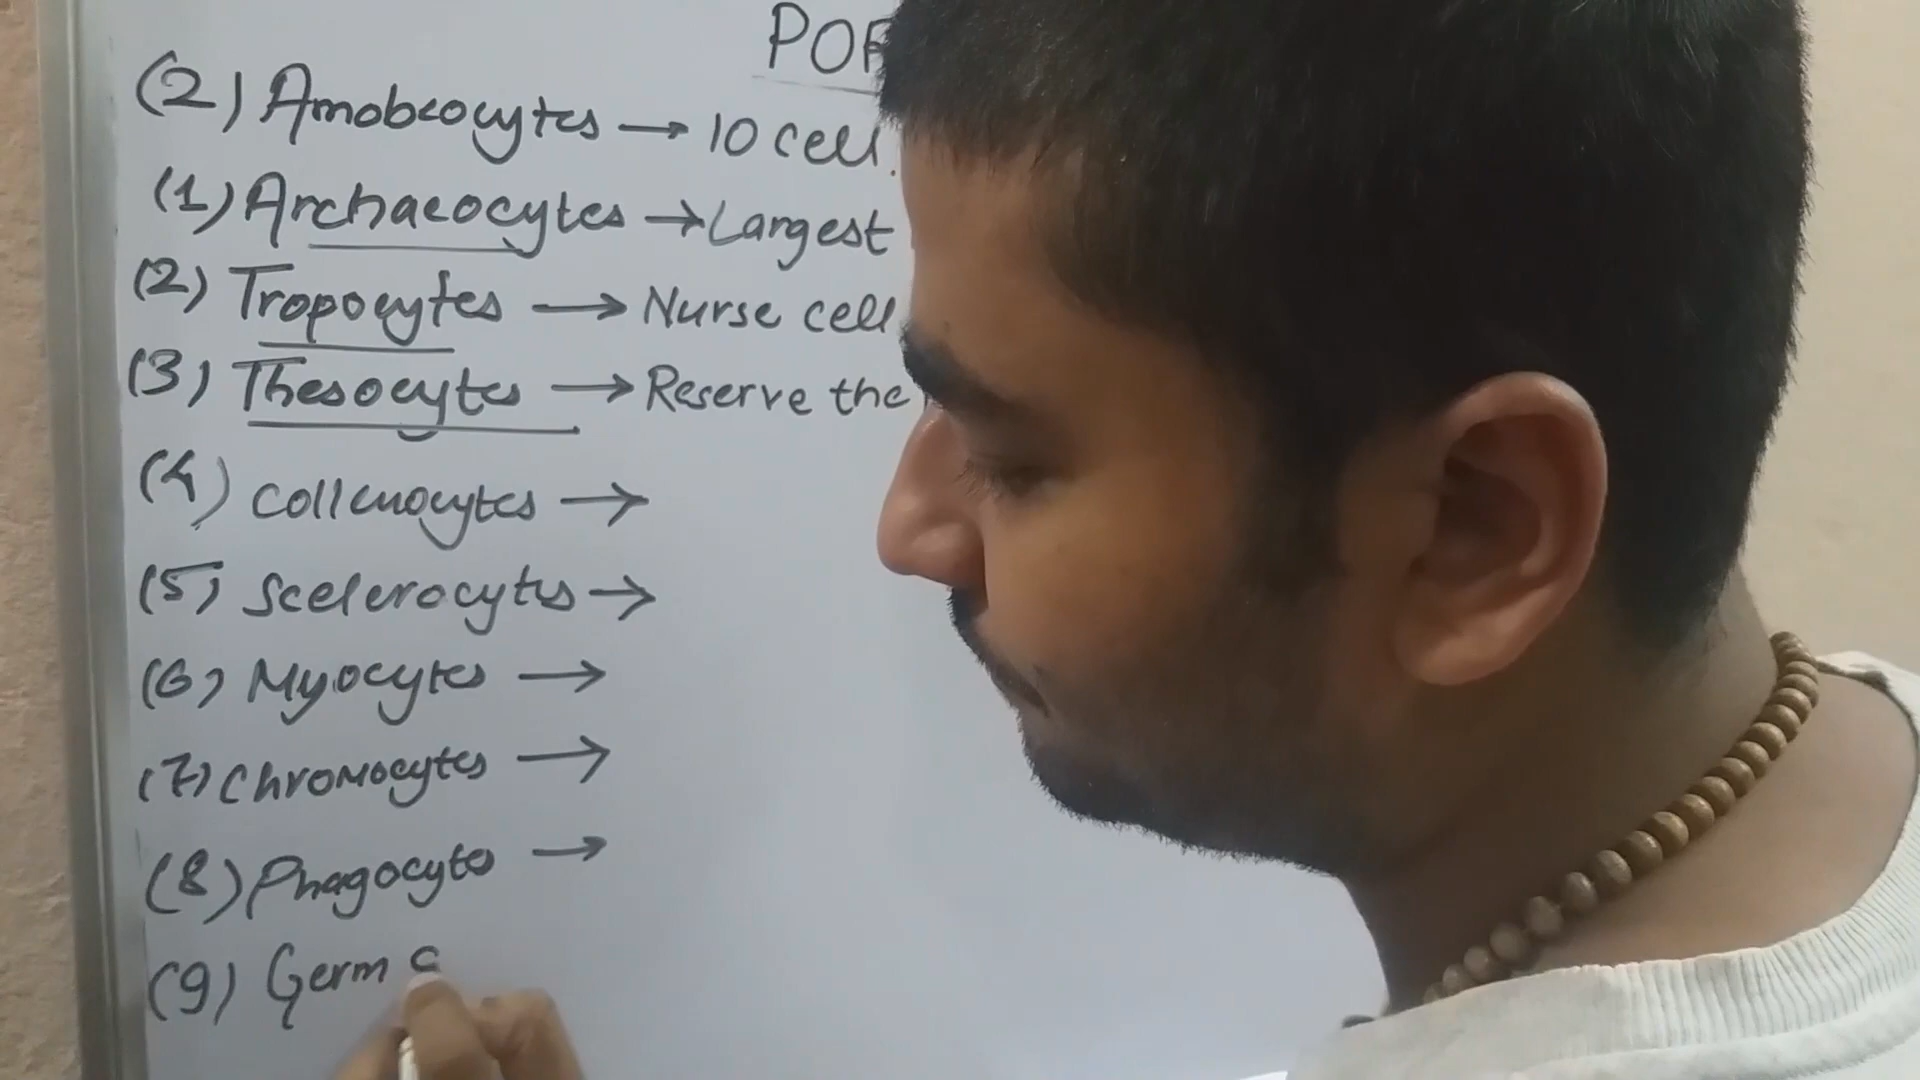 POR
(2) Amobeocytes → 10 cell.
(1) Archaeocytes → Largest
(2) Tropocytes → Nurse cell
(3) Thesocytes → Reserve the
(4) Collenocytes →
(5) Scelerocytes →
(6) Myocytes →
(7) Chromocytes →
(8) Phagocytes →
(9) Germ c